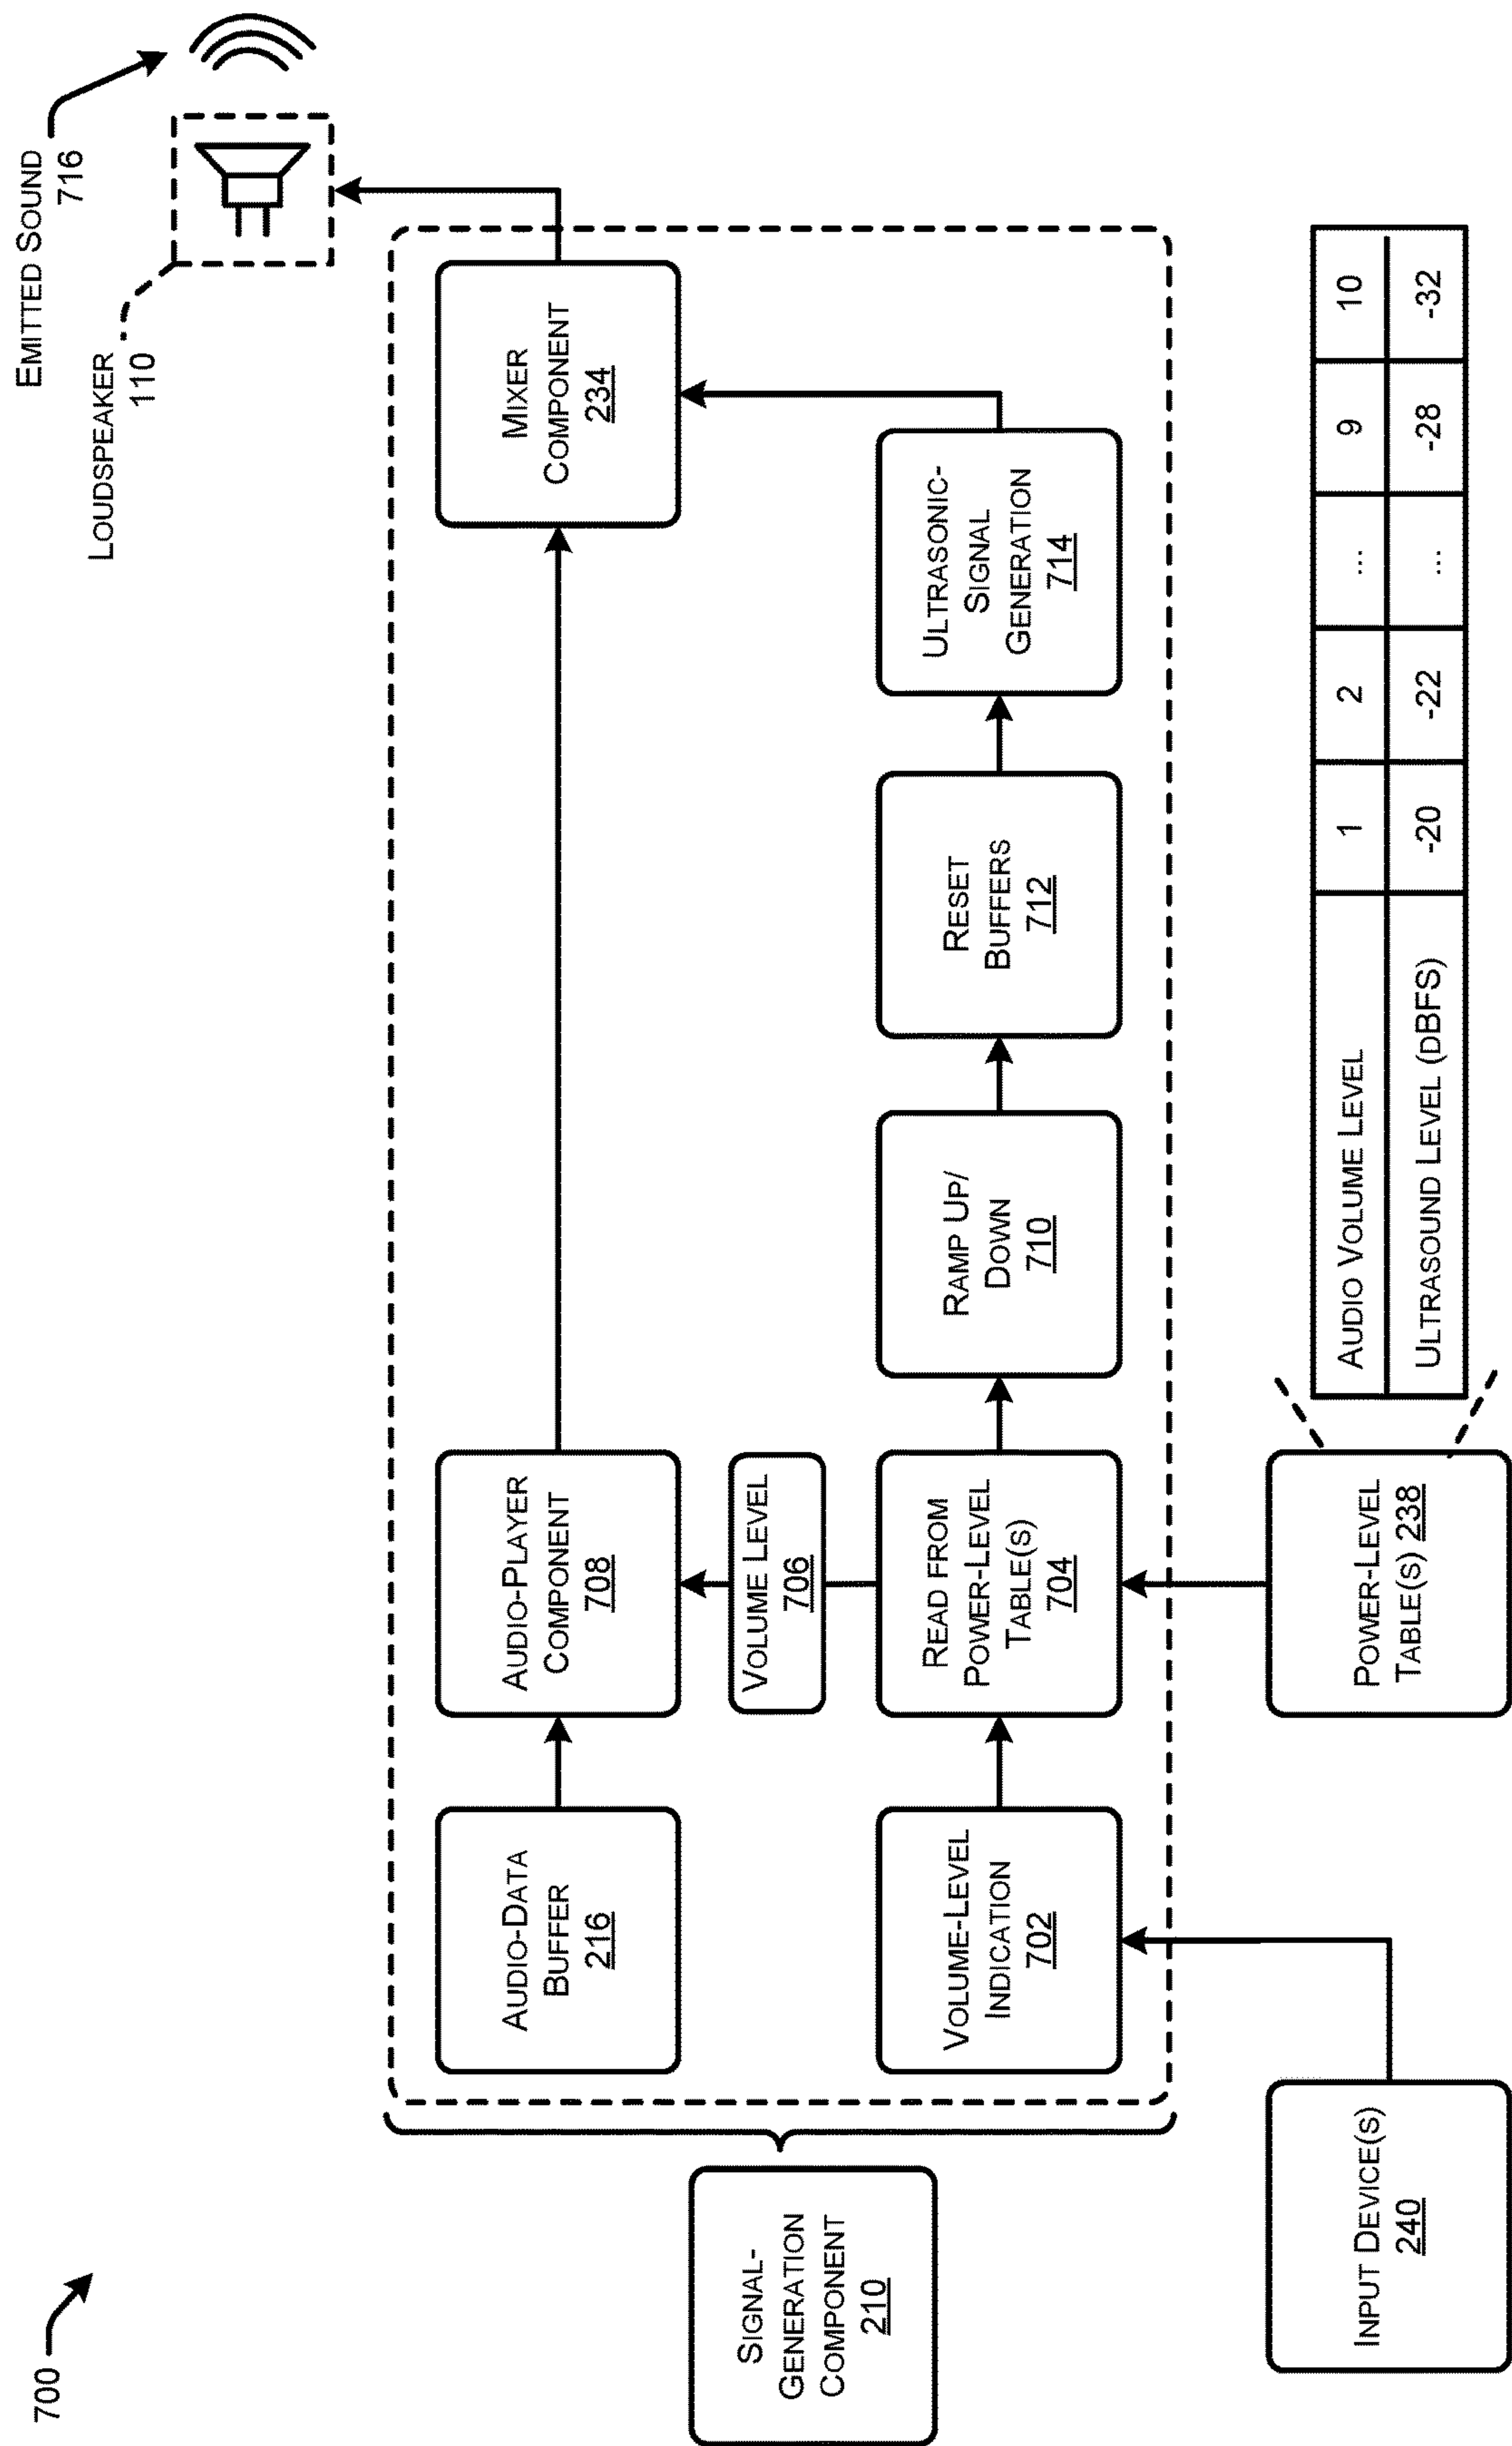 700
EMITTED SOUND
716
LOUDSPEAKER
110
SIGNAL-
GENERATION
COMPONENT
210
AUDIO-DATA
BUFFER
216
AUDIO-PLAYER
COMPONENT
708
MIXER
COMPONENT
234
VOLUME LEVEL
706
VOLUME-LEVEL
INDICATION
702
READ FROM
POWER-LEVEL
TABLE(S)
704
RAMP UP/
DOWN
710
RESET
BUFFERS
712
ULTRASONIC-
SIGNAL
GENERATION
714
INPUT DEVICE(S)
240
POWER-LEVEL
TABLE(S) 238
AUDIO VOLUME LEVEL 1 2 ... 9 10
ULTRASOUND LEVEL (DBFS) -20 -22 ... -28 -32